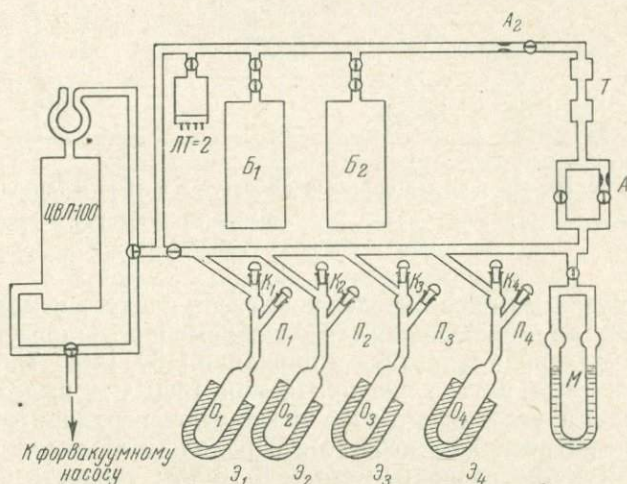 A₂
T
ЛТ=2
Б₁
Б₂
ЦВЛ-100
A
K₁
K₂
K₃
K₄
П₁
П₂
П₃
П₄
M
O₁
O₂
O₃
O₄
К форвакуумному
насосу
Э₁
Э₂
Э₃
Э₄